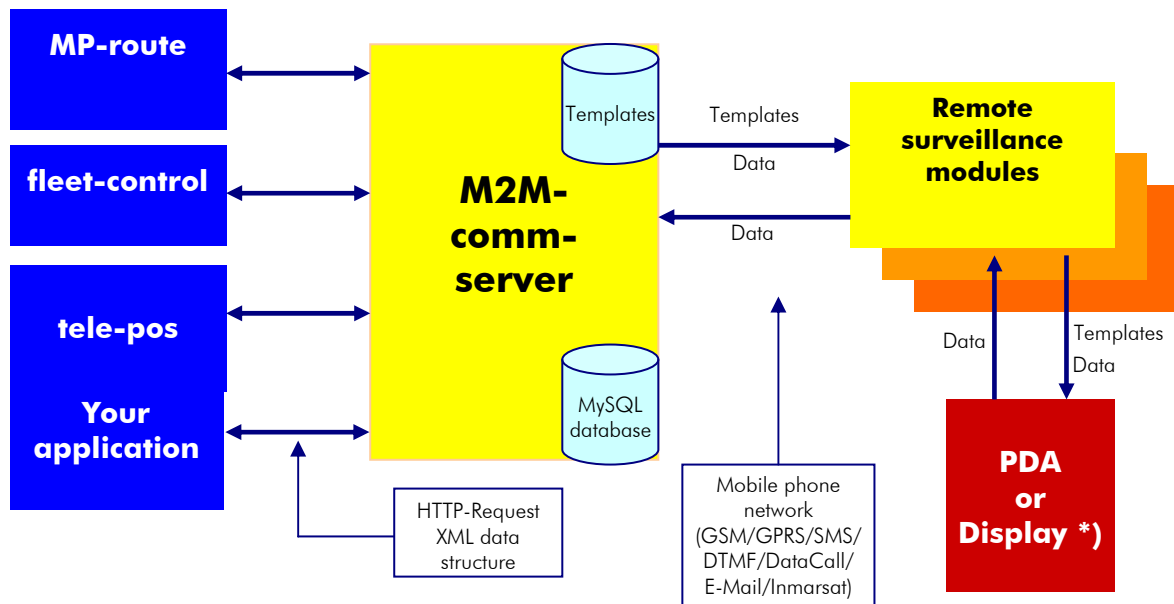 MP-route
fleet-control
tele-pos
Your
application
M2M-
comm-
server
Templates
MySQL
database
HTTP-Request
XML data
structure
Templates
Data
Data
Mobile phone
network
(GSM/GPRS/SMS/
DTMF/DataCall/
E-Mail/Inmarsat)
Remote
surveillance
modules
Data
Templates
Data
PDA
or
Display *)